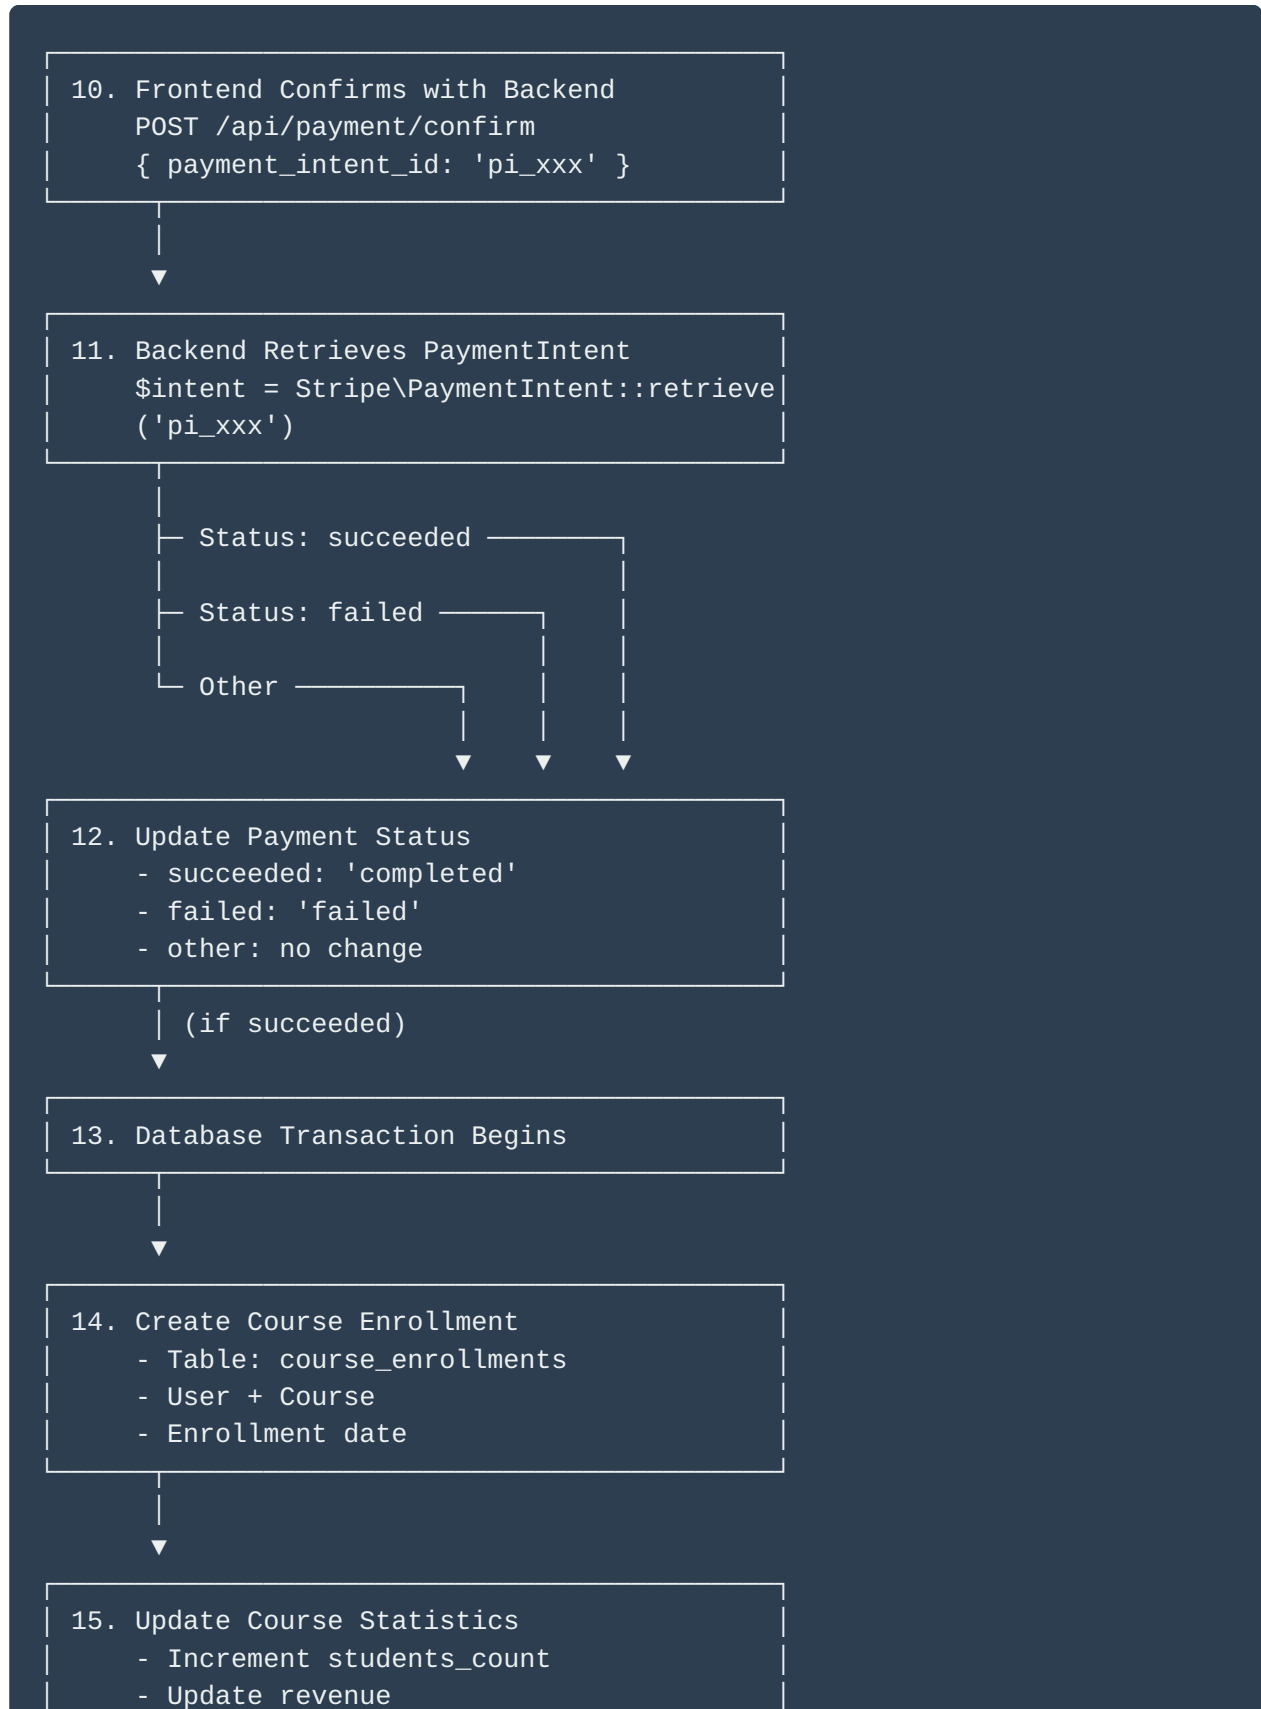 10. Frontend Confirms with Backend
POST /api/payment/confirm
{ payment_intent_id: 'pi_xxx' }
11. Backend Retrieves PaymentIntent
$intent = Stripe\PaymentIntent::retrieve
('pi_xxx')
Status: succeeded
Status: failed
Other
12. Update Payment Status
- succeeded: 'completed'
- failed: 'failed'
- other: no change
(if succeeded)
13. Database Transaction Begins
14. Create Course Enrollment
- Table: course_enrollments
- User + Course
- Enrollment date
15. Update Course Statistics
- Increment students_count
- Update revenue